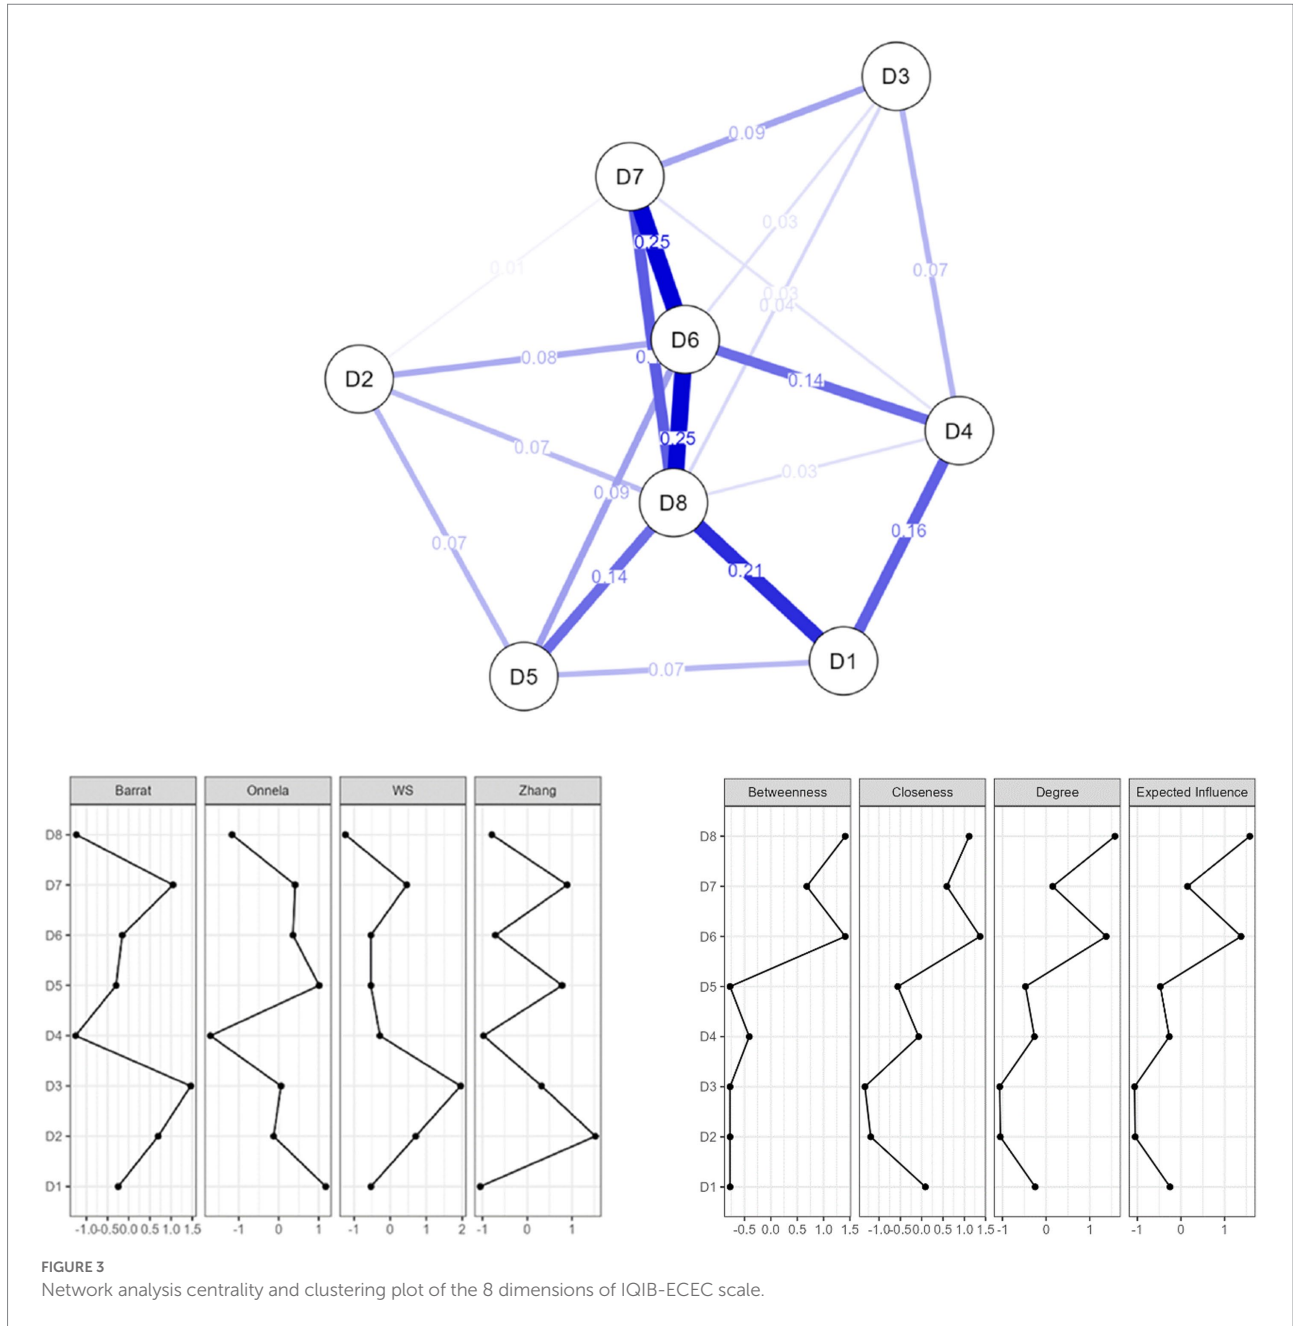 D3
0.09
D7
0.03
0.25
0.07
0.01
0.03
0.04
D6
0.08
0.
D2
0.14
D4
0.25
0.07
0.03
0.09
D8
0.16
0.07
0.21
0.14
D1
0.07
D5
Barrat Onnela WS Zhang
D8
D7
D6
D5
D4
D3
D2
D1
-1.0-0.50.0 0.5 1.0 1.5 -1 0 1 -1 0 1 2 -1 0 1
Betweenness Closeness Degree Expected Influence
D8
D7
D6
D5
D4
D3
D2
D1
-0.5 0.0 0.5 1.0 1.5 -1.0-0.50.0 0.5 1.0 1.5 -1 0 1 -1 0 1
FIGURE 3
Network analysis centrality and clustering plot of the 8 dimensions of IQIB-ECEC scale.